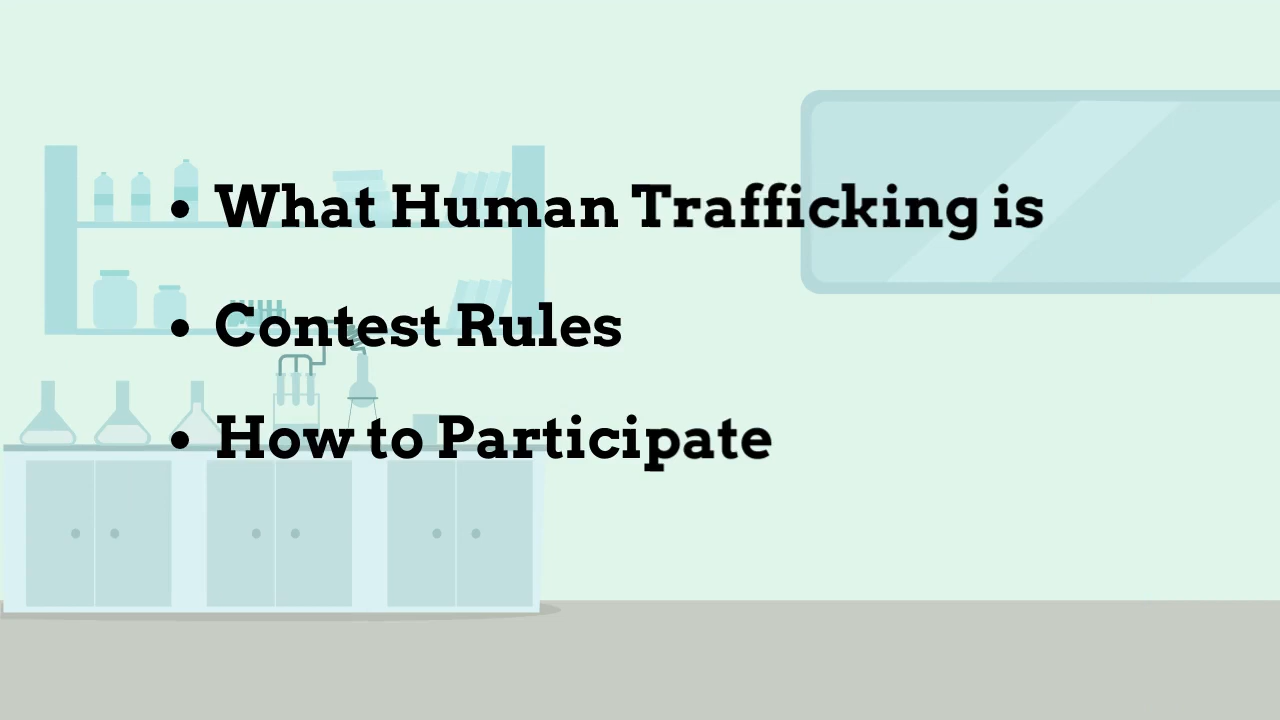 • What Human Trafficking is
• Contest Rules
• How to Participate